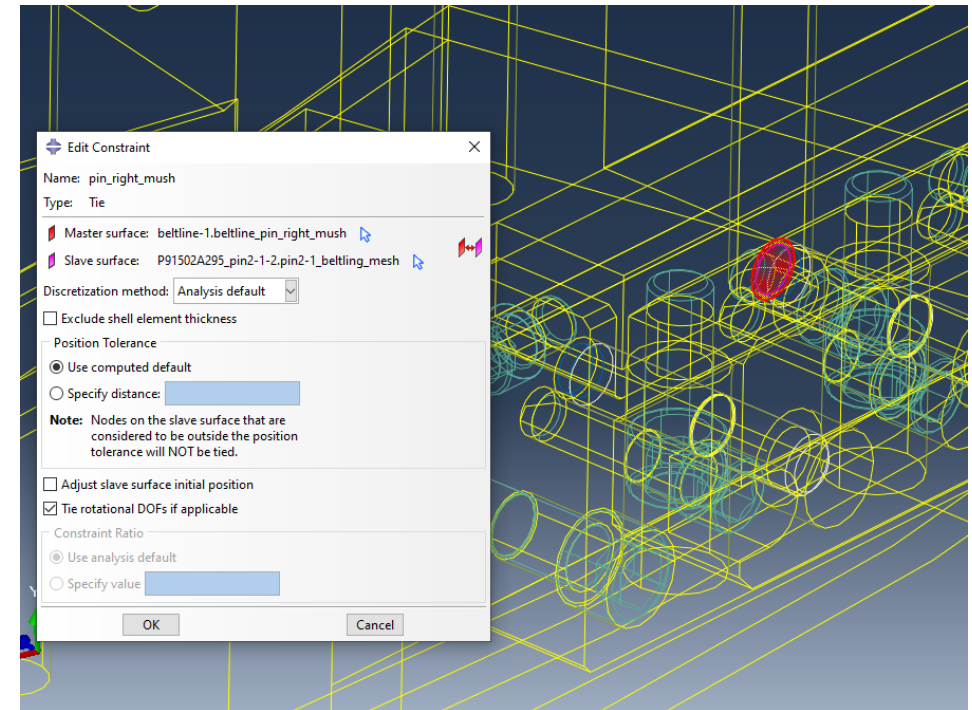 Edit Constraint
Name: pin_right_mush
Type: Tie
Master surface: beltline-1.beltline_pin_right_mush
Slave surface: P91502A295_pin2-1-2.pin2-1_beltling_mesh
Discretization method: Analysis default
Exclude shell element thickness
Position Tolerance
Use computed default
Specify distance:
Note: Nodes on the slave surface that are
considered to be outside the position
tolerance will NOT be tied.
Adjust slave surface initial position
Tie rotational DOFs if applicable
Constraint Ratio
Use analysis default
Specify value
Y
OK Cancel